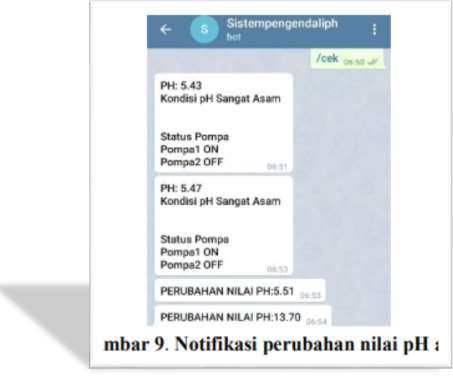 Sistempengendaliph
S
bot
/cek 06:50
PH: 5.43
Kondisi pH Sangat Asam
Status Pompa
Pompa1 ON
Pompa2 OFF
06:51
PH: 5.47
Kondisi pH Sangat Asam
Status Pompa
Pompa1 ON
Pompa2 OFF
06:53
PERUBAHAN NILAI PH:5.51 06:53
PERUBAHAN NILAI PH:13.70 06:54
mbar 9. Notifikasi perubahan nilai pH a